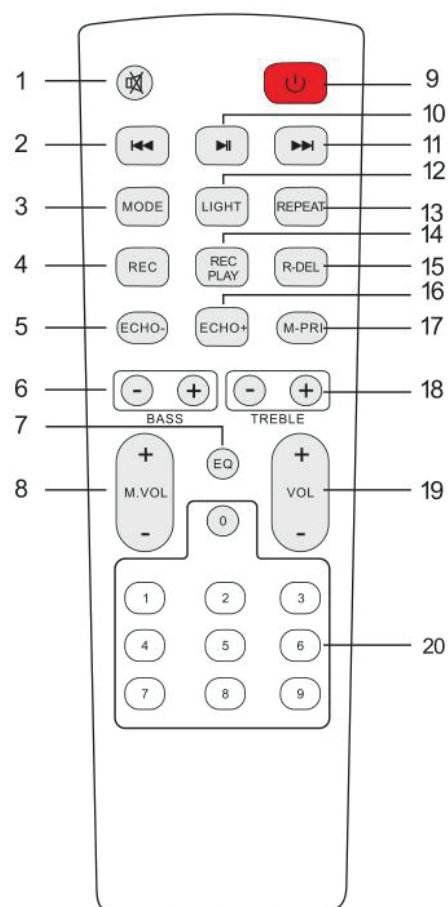 1 9
10
2 11
12
MODE LIGHT REPEAT
3 13
14
4 REC REC PLAY R-DEL 15
16
5 ECHO- ECHO+ M-PRI 17
6 - + - + 18
BASS TREBLE
7 EQ
+ +
8 M.VOL VOL 19
- -
0
1 2 3
4 5 6 20
7 8 9